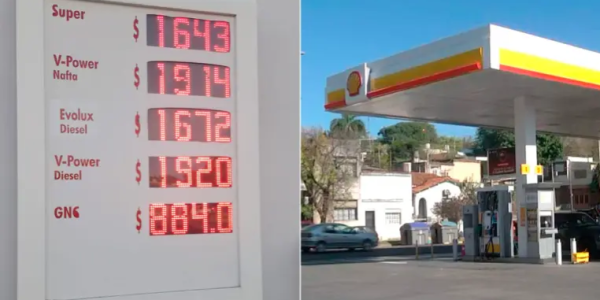 Super $ 1643
V-Power
Nafta $ 1914
Evolux
Diesel $ 1672
V-Power
Diesel $ 1920
GNC $ 884.0